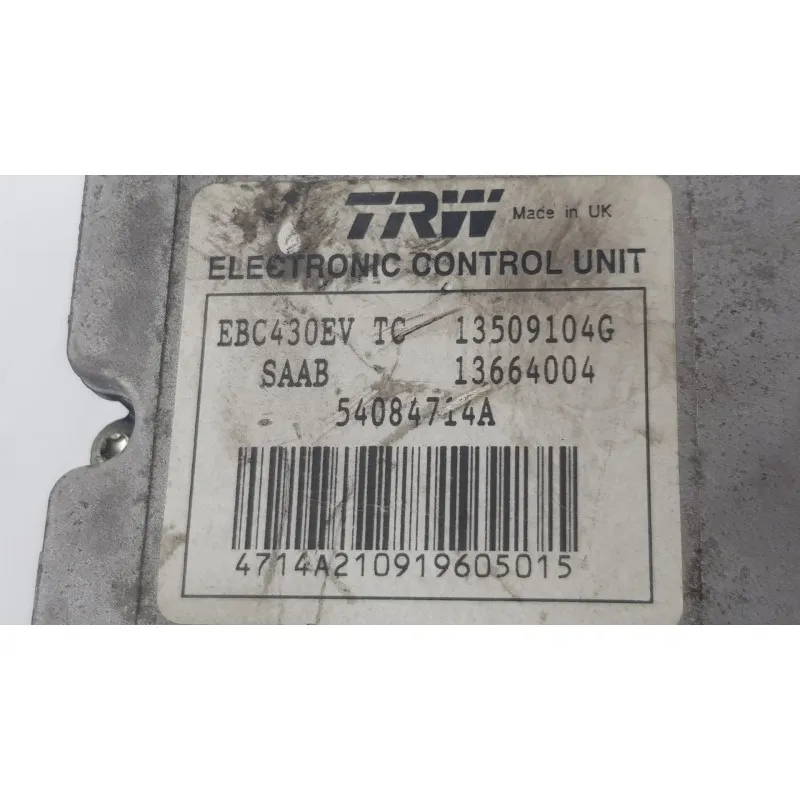 TRW Made in UK
ELECTRONIC CONTROL UNIT
EBC430EV TC 13509104G
SAAB 13664004
54084714A
4714A210919605015